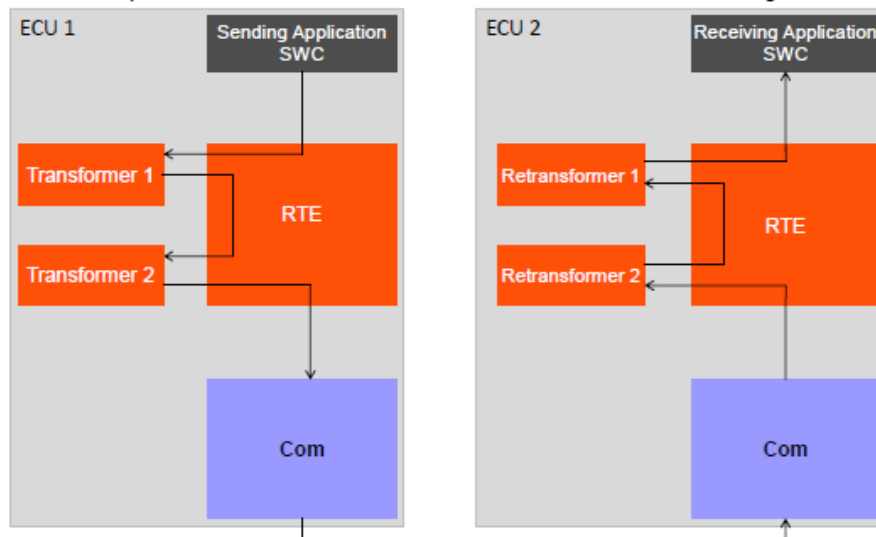 ECU 1
Sending Application
SWC
Transformer 1
RTE
Transformer 2
Com
ECU 2
Receiving Application
SWC
Retransformer 1
RTE
Retransformer 2
Com